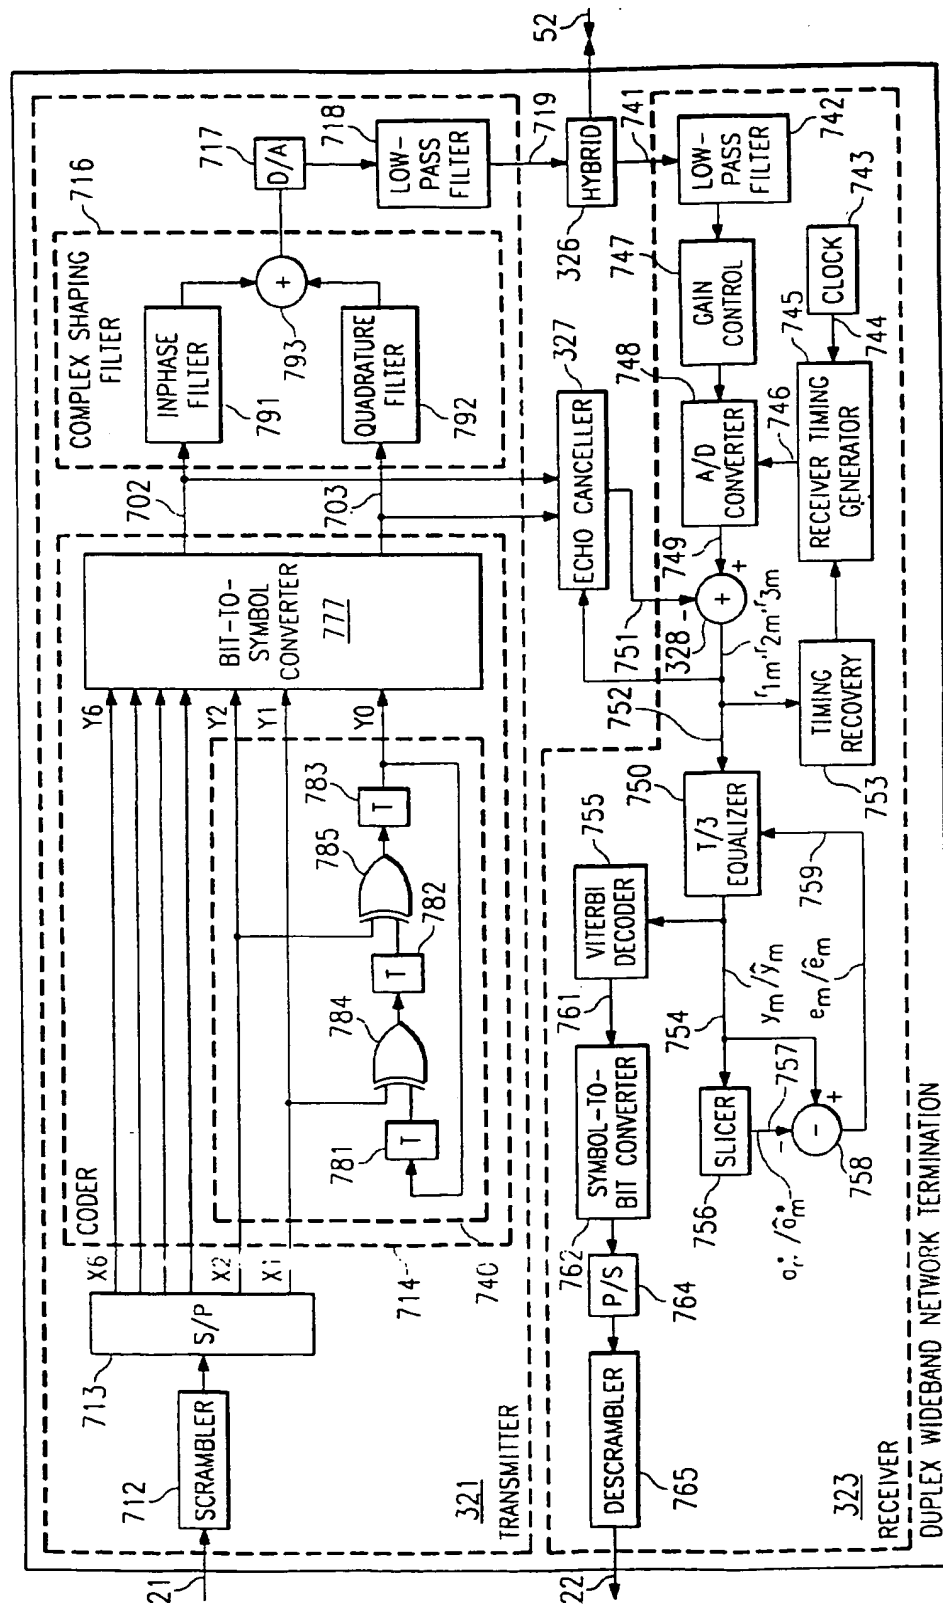 21
712
SCRAMBLER
713
S/P
X6
X2
X1
321
TRANSMITTER
CODER
714
740
781
T
784
782
T
785
783
T
Y6
Y2
Y1
Y0
BIT-TO-
SYMBOL
CONVERTER
777
702
703
COMPLEX SHAPING
FILTER
716
INPHASE
FILTER
791
QUADRATURE
FILTER
792
+
793
717
D/A
718
LOW-
PASS
FILTER
719
52
HYBRID
326
741
ECHO CANCELLER
327
751
742
LOW-
PASS
FILTER
747
GAIN
CONTROL
748
A/D
CONVERTER
749
743
CLOCK
744
745
RECEIVER TIMING
GENERATOR
746
+
-
+
328
r1m, r2m, r3m
752
TIMING
RECOVERY
753
750
T/3
EQUALIZER
759
755
VITERBI
DECODER
761
754
ym/ŷm
em/êm
SYMBOL-TO-
BIT CONVERTER
762
SLICER
756
757
-
+
-
758
P/S
764
DESCRAMBLER
765
22
323
RECEIVER
DUPLEX WIDEBAND NETWORK TERMINATION